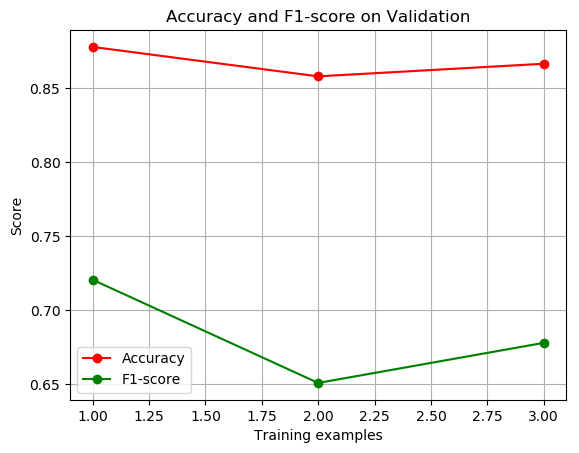 Accuracy and F1-score on Validation
0.85
0.80
0.75
0.70
0.65
Score
Accuracy
F1-score
1.00 1.25 1.50 1.75 2.00 2.25 2.50 2.75 3.00
Training examples